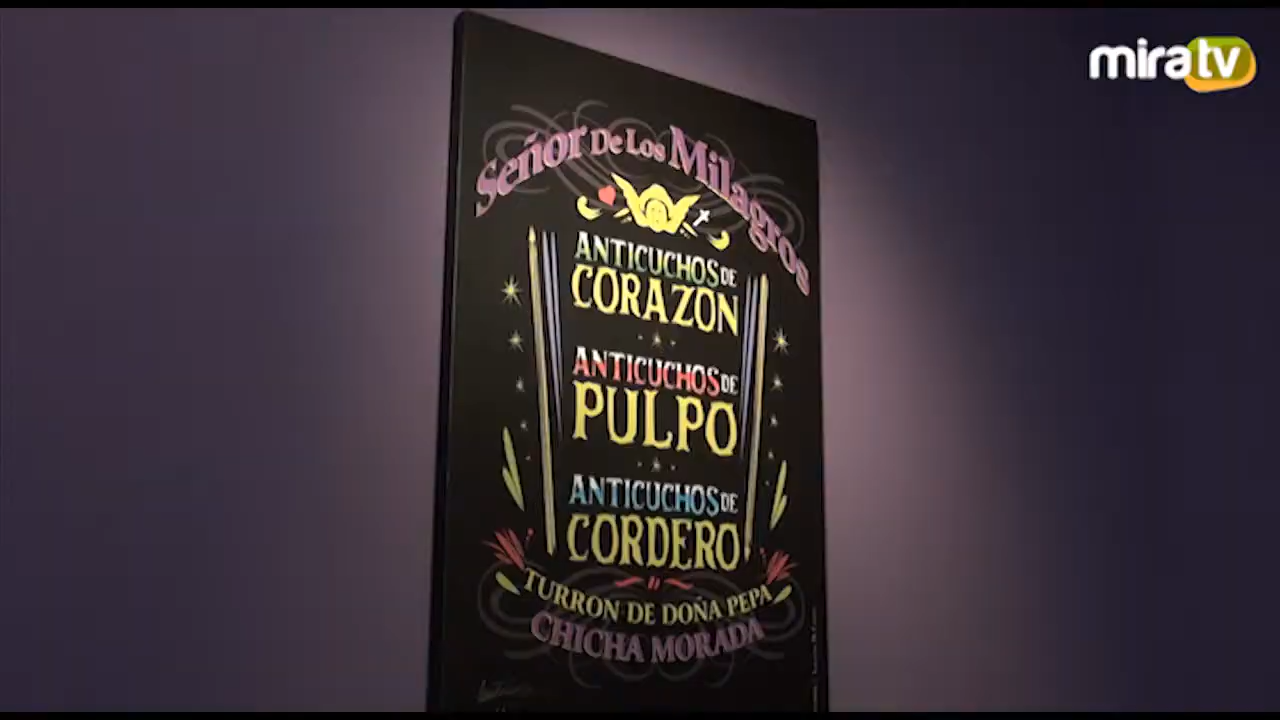 miratv
Señor De Los Milagros
ANTICUCHOS DE
CORAZON
ANTICUCHOS DE
PULPO
ANTICUCHOS DE
CORDERO
TURRON DE DOÑA PEPA
CHICHA MORADA